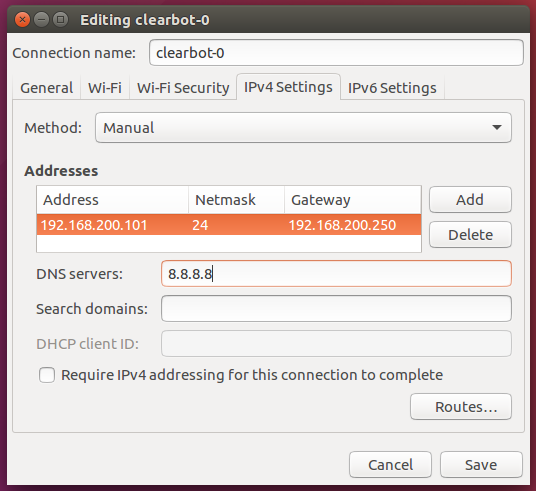 Editing clearbot-0
Connection name: clearbot-0
General Wi-Fi Wi-Fi Security IPv4 Settings IPv6 Settings
Method: Manual
Addresses
Address Netmask Gateway
Add
192.168.200.101 24 192.168.200.250
Delete
DNS servers: 8.8.8.8
Search domains:
DHCP client ID:
Require IPv4 addressing for this connection to complete
Routes...
Cancel Save